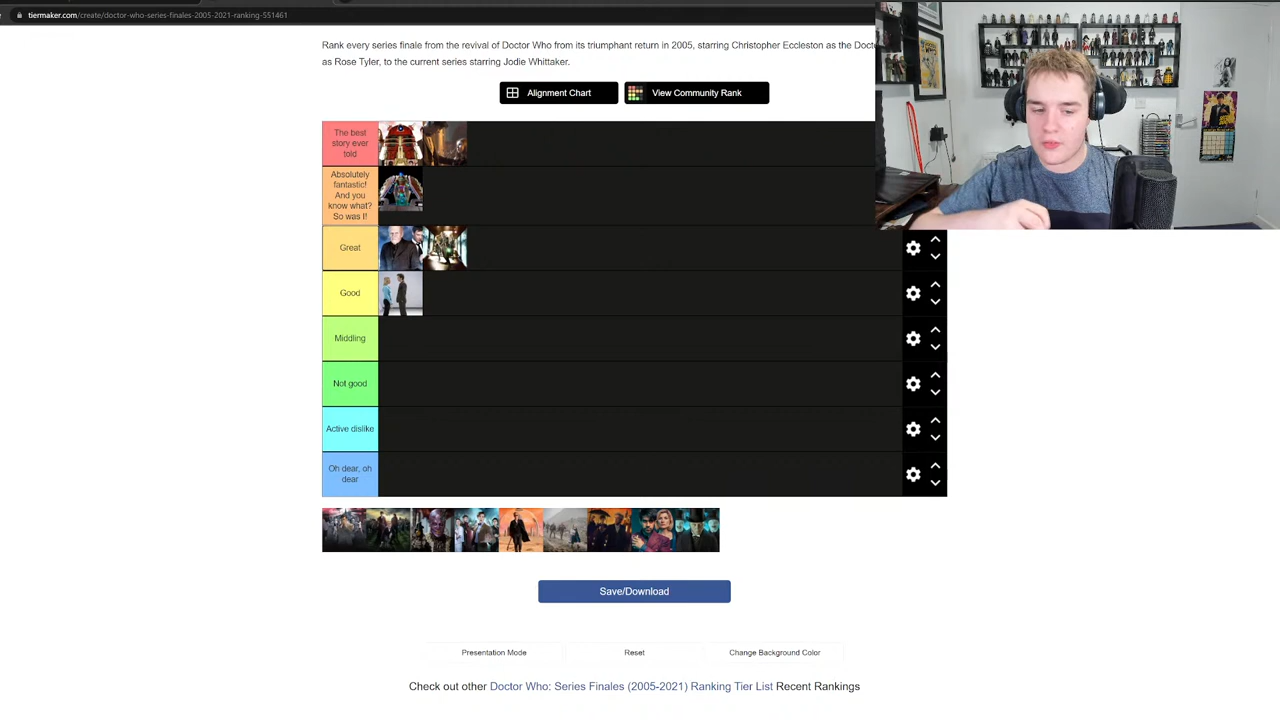 tiermaker.com/create/doctor-who-series-finales-2005-2021-ranking-551461
Rank every series finale from the revival of Doctor Who from its triumphant return in 2005, starring Christopher Eccleston as the
as Rose Tyler, to the current series starring Jodie Whittaker.
Alignment Chart
View Community Rank
The best
story ever
told
Absolutely
fantastic!
And you
know what?
So was I!
Great
Good
Middling
Not good
Active dislike
Oh dear, oh
dear
Save/Download
Presentation Mode
Reset
Change Background Color
Check out other Doctor Who: Series Finales (2005-2021) Ranking Tier List Recent Rankings